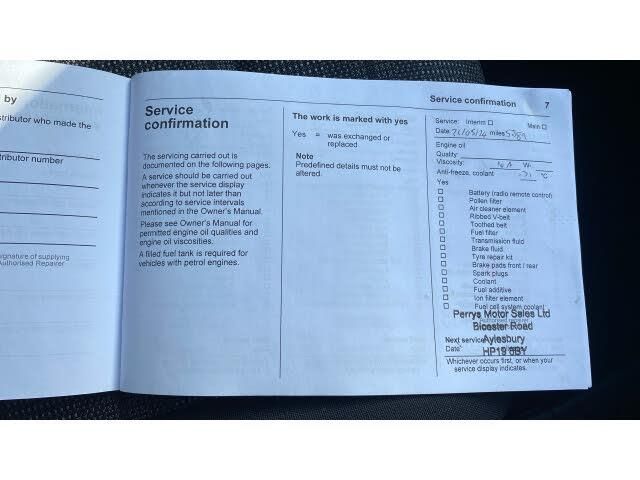 by
stributor who made the
tributor number
signature of supplying
Authorised Repairer
Service
confirmation
The servicing carried out is
documented on the following pages.
A service should be carried out
whenever the service display
indicates it but not later than
according to service intervals
mentioned in the Owner's Manual.
Please see Owner's Manual for
permitted engine oil qualities and
engine oil viscosities.
A filled fuel tank is required for
vehicles with petrol engines.
The work is marked with yes
Yes = was exchanged or
replaced
Note
Predefined details must not be
altered.
Service confirmation 7
Service: Interim Main
Date: miles
Engine oil
Quality:
Viscosity: W-
Anti-freeze, coolant °C
Yes
Battery (radio remote control)
Pollen filter
Air cleaner element
Ribbed V-belt
Toothed belt
Fuel filter
Transmission fluid
Brake fluid
Tyre repair kit
Brake pads front / rear
Spark plugs
Coolant
Fuel additive
Ion filter element
Fuel cell system coolant
Perrys Motor Sales Ltd
Bicester Road
Next service Aylesbury
Date
HP19 8BY
Whichever occurs first, or when your
service display indicates.